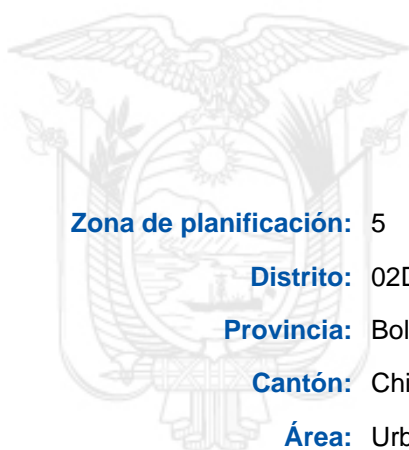 Zona de planificación: 5
Distrito: 02D
Provincia: Bol
Cantón: Chi
Área: Urb